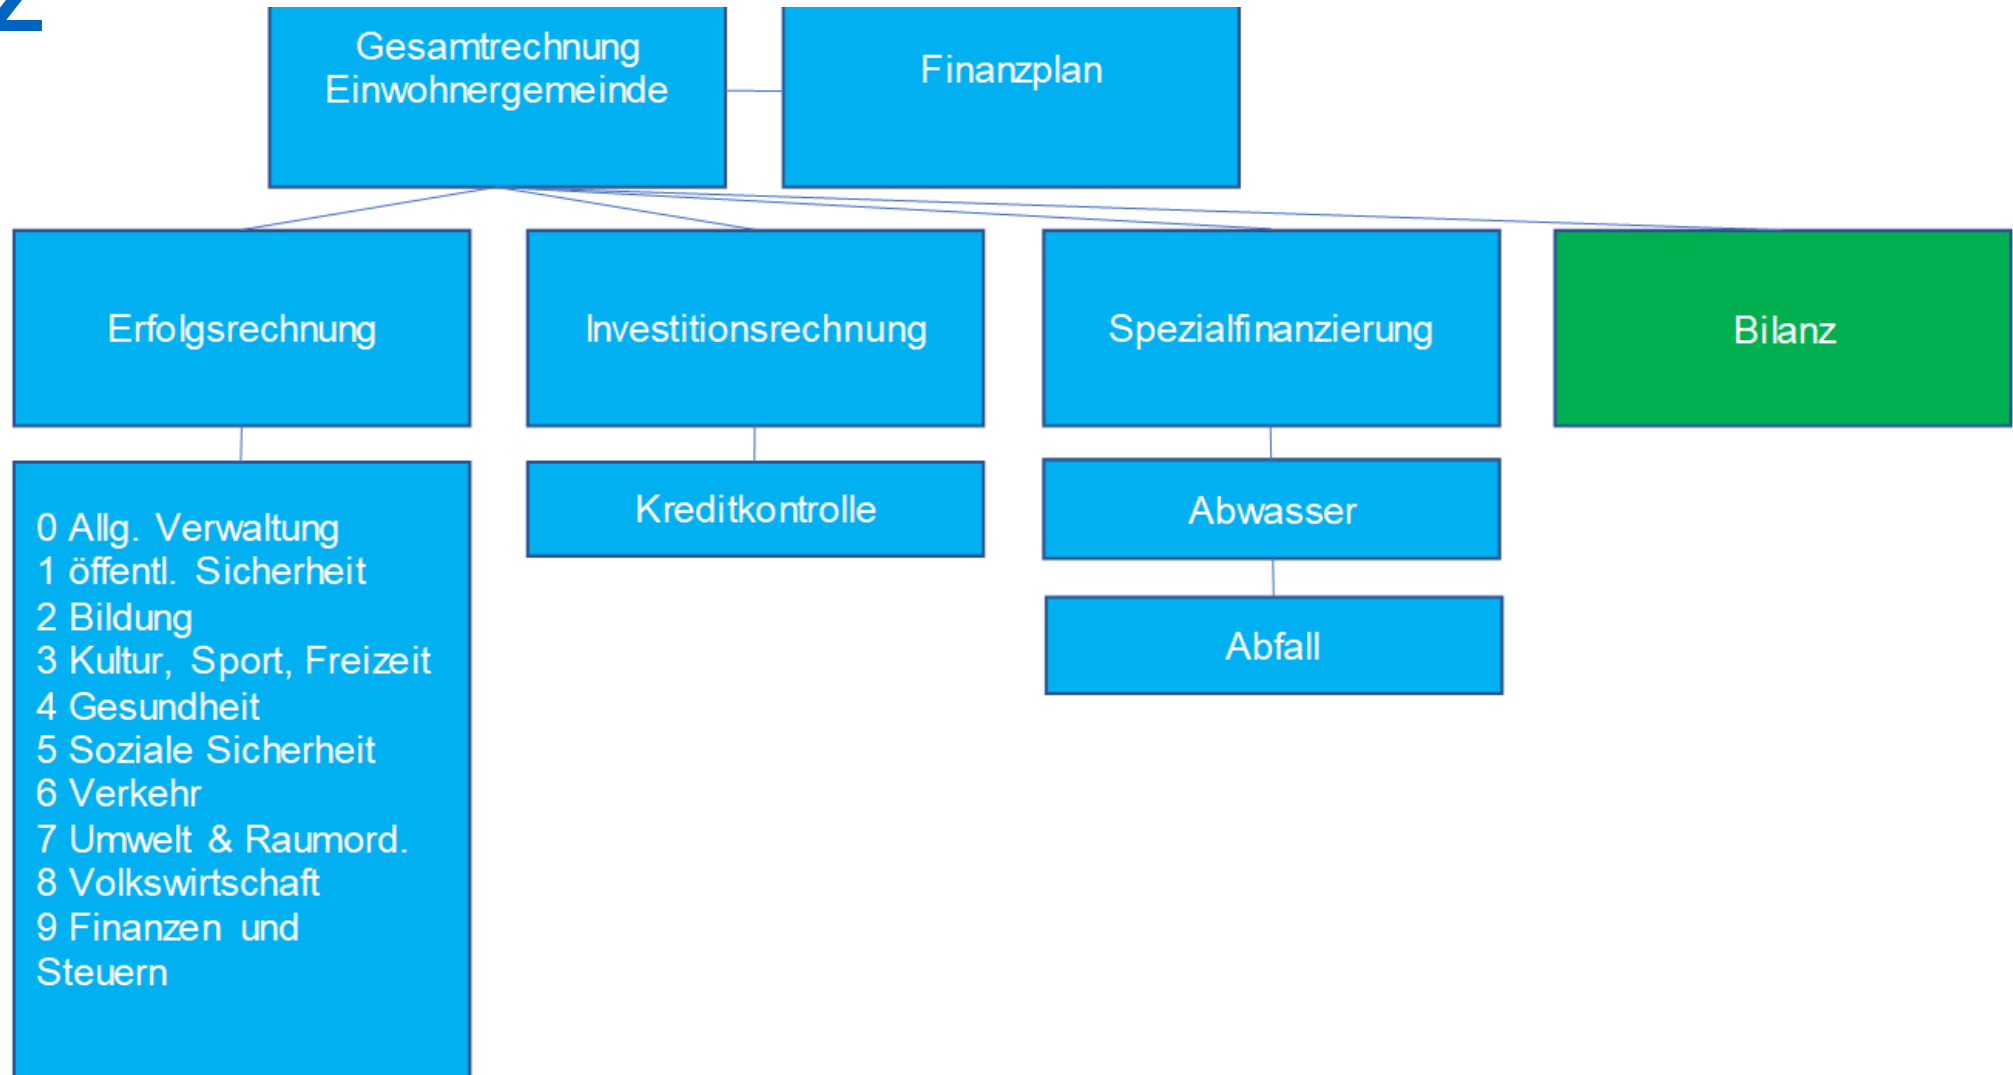 z
Gesamtrechnung
Einwohnergemeinde
Finanzplan
Erfolgsrechnung
Investitionsrechnung
Spezialfinanzierung
Bilanz
0 Allg. Verwaltung
1 öffentl. Sicherheit
2 Bildung
3 Kultur, Sport, Freizeit
4 Gesundheit
5 Soziale Sicherheit
6 Verkehr
7 Umwelt & Raumord.
8 Volkswirtschaft
9 Finanzen und
Steuern
Kreditkontrolle
Abwasser
Abfall